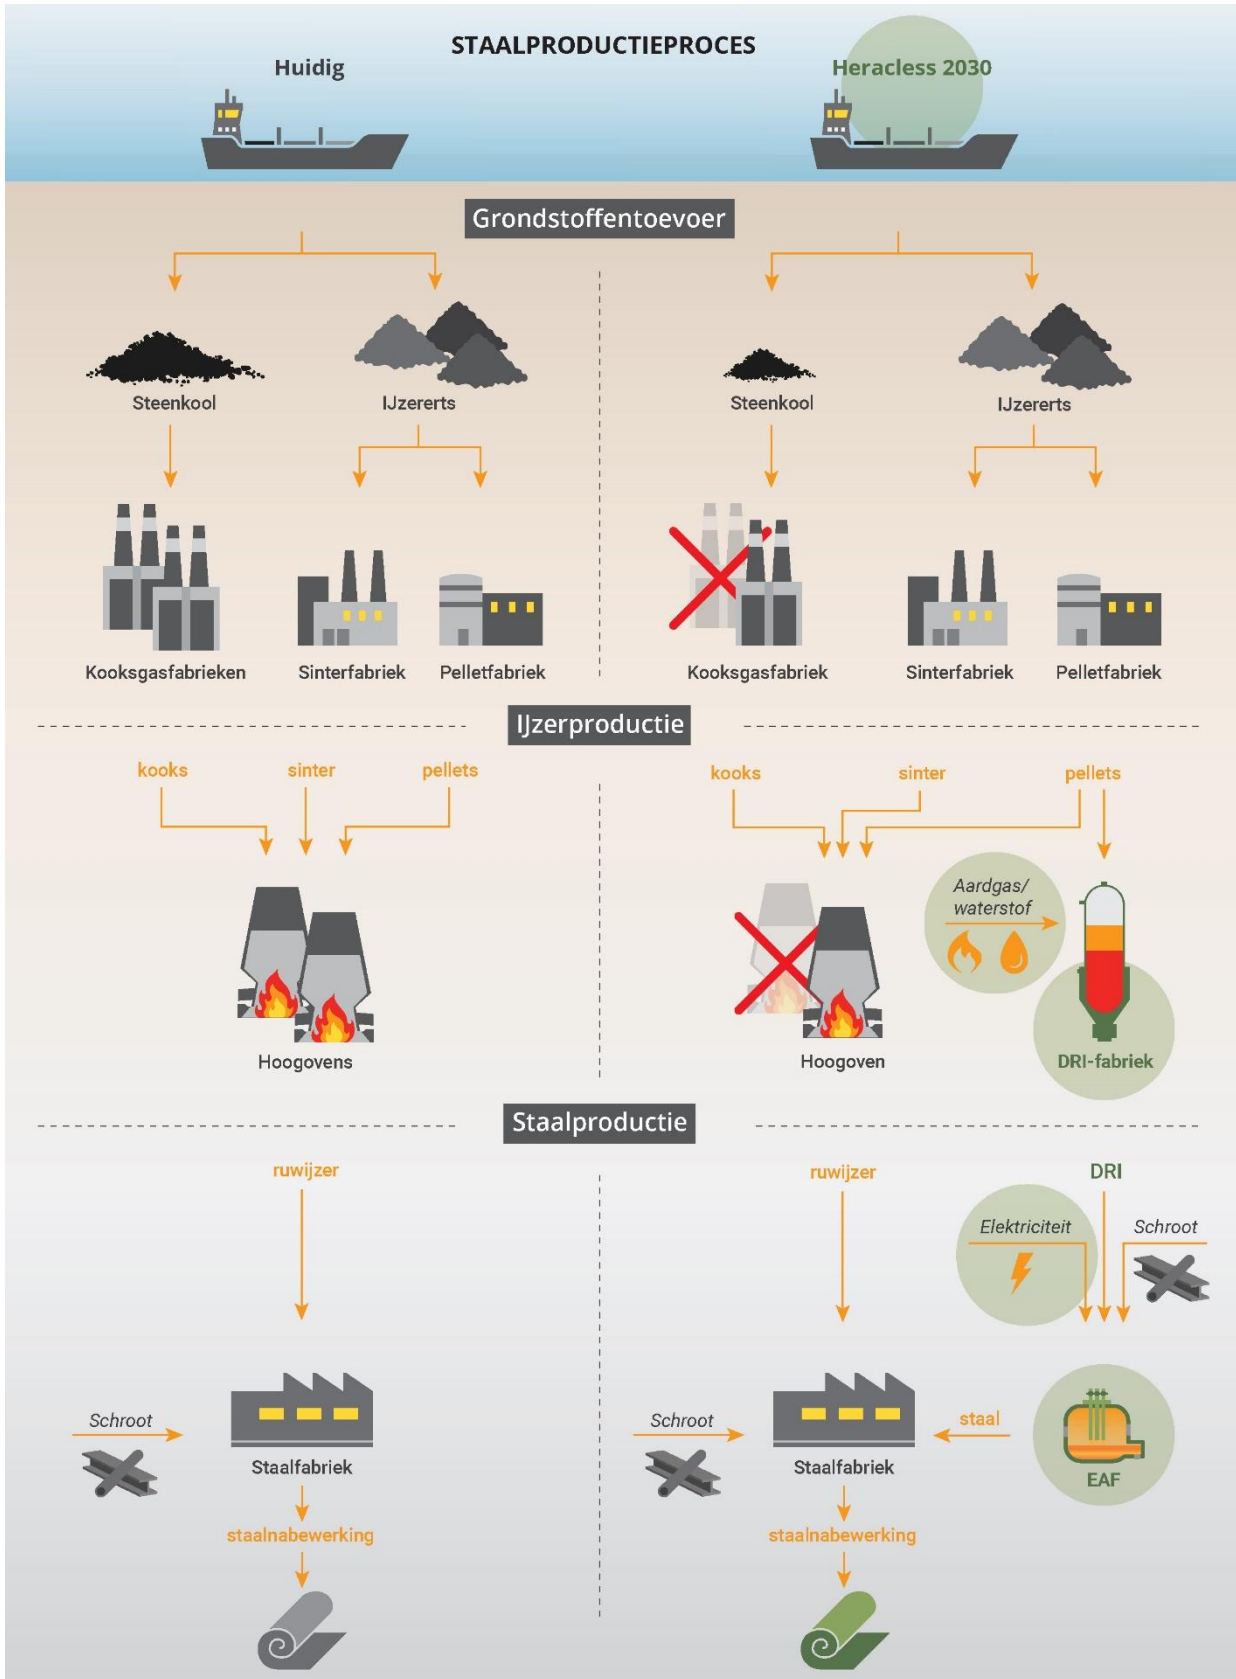 STAALPRODUCTIEPROCES
Huidig
Heracless 2030
Grondstoffentoevoer
Steenkool
IJzererts
Steenkool
IJzererts
Kooksgasfabrieken
Sinterfabriek
Pelletfabriek
Kooksgasfabriek
Sinterfabriek
Pelletfabriek
IJzerproductie
kooks
sinter
pellets
kooks
sinter
pellets
Aardgas/
waterstof
Hoogovens
Hoogoven
DRI-fabriek
Staalproductie
ruwijzer
ruwijzer
DRI
Elektriciteit
Schroot
Schroot
Staalfabriek
Schroot
Staalfabriek
staal
EAF
staalnabewerking
staalnabewerking